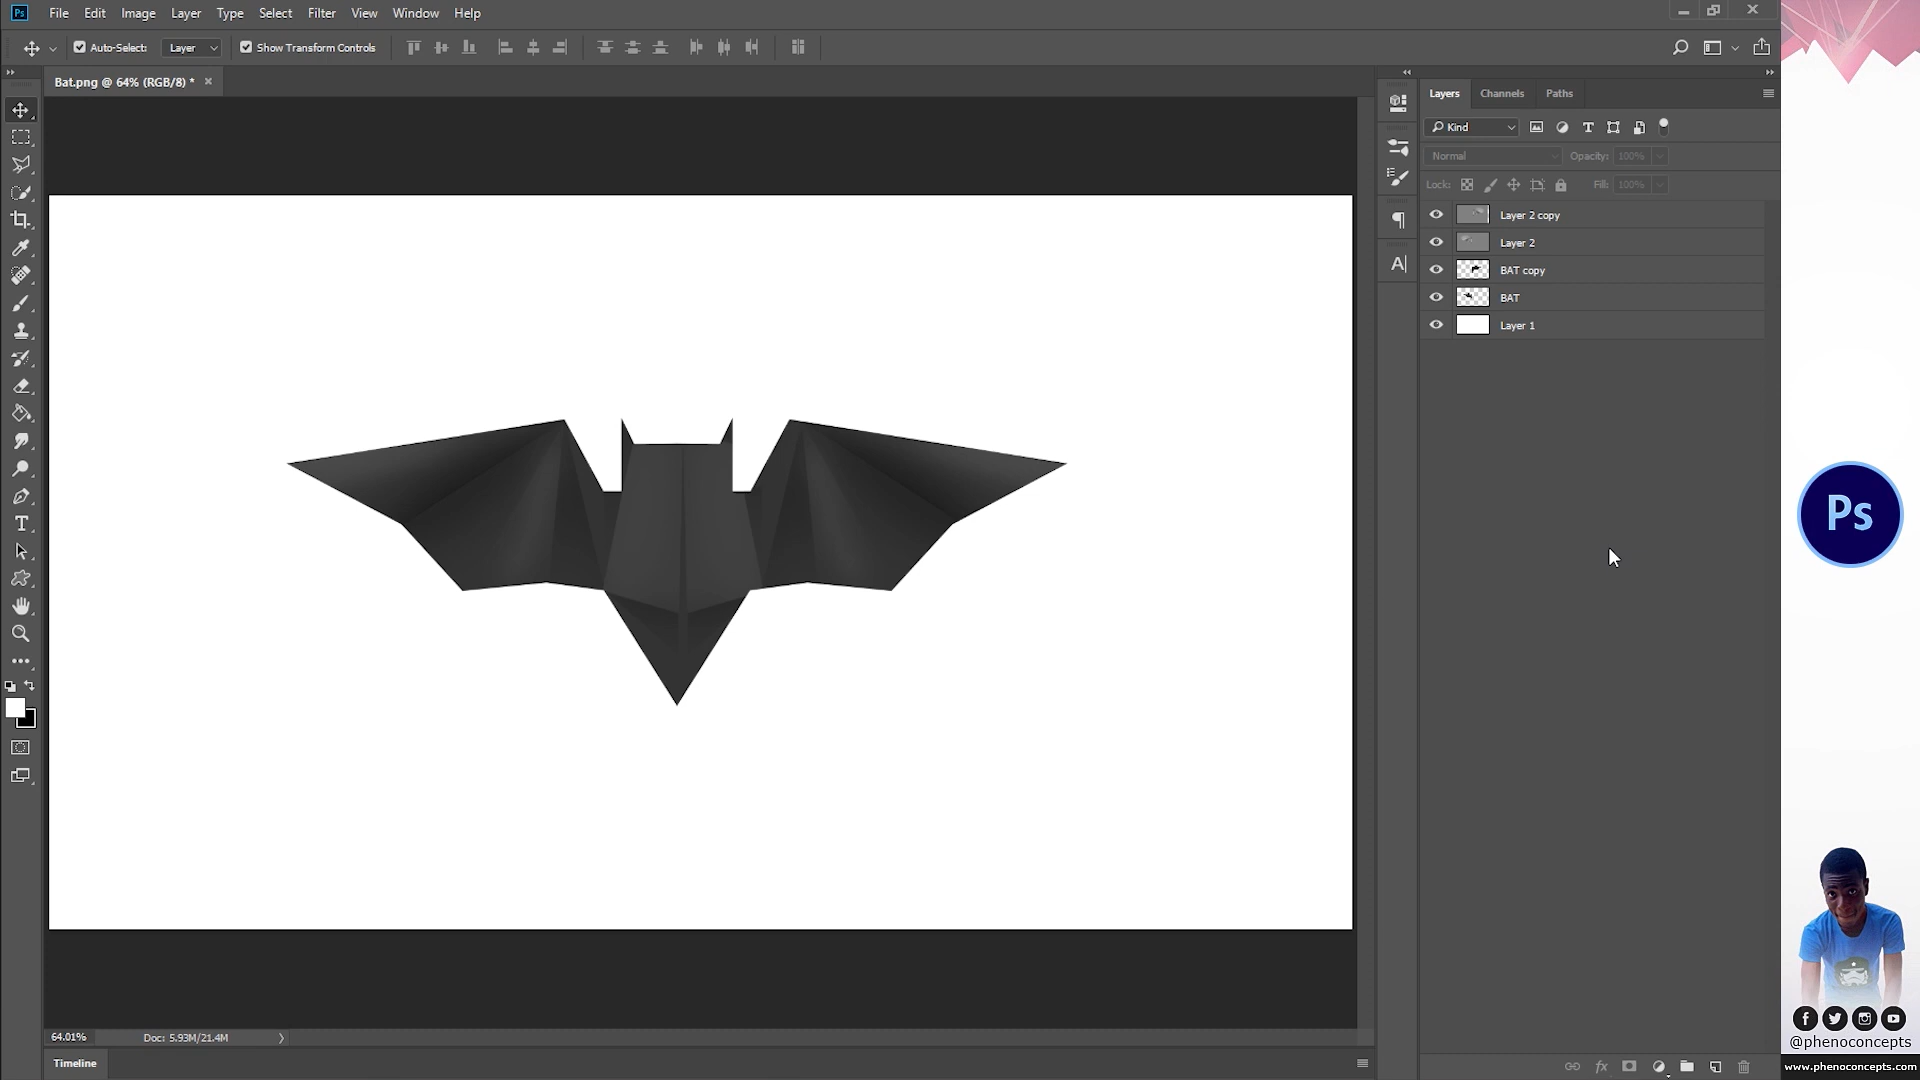 Ps File Edit Image Layer Type Select Filter View Window Help
Auto-Select: Layer Show Transform Controls
Bat.png @ 64% (RGB/8) *
Layers Channels Paths
Kind
Normal Opacity: 100%
Lock: Fill: 100%
Layer 2 copy
Layer 2
BAT copy
BAT
Layer 1
Ps
64.01% Doc: 5.93M/21.4M
Timeline
@phenoconcepts
www.phenoconcepts.com